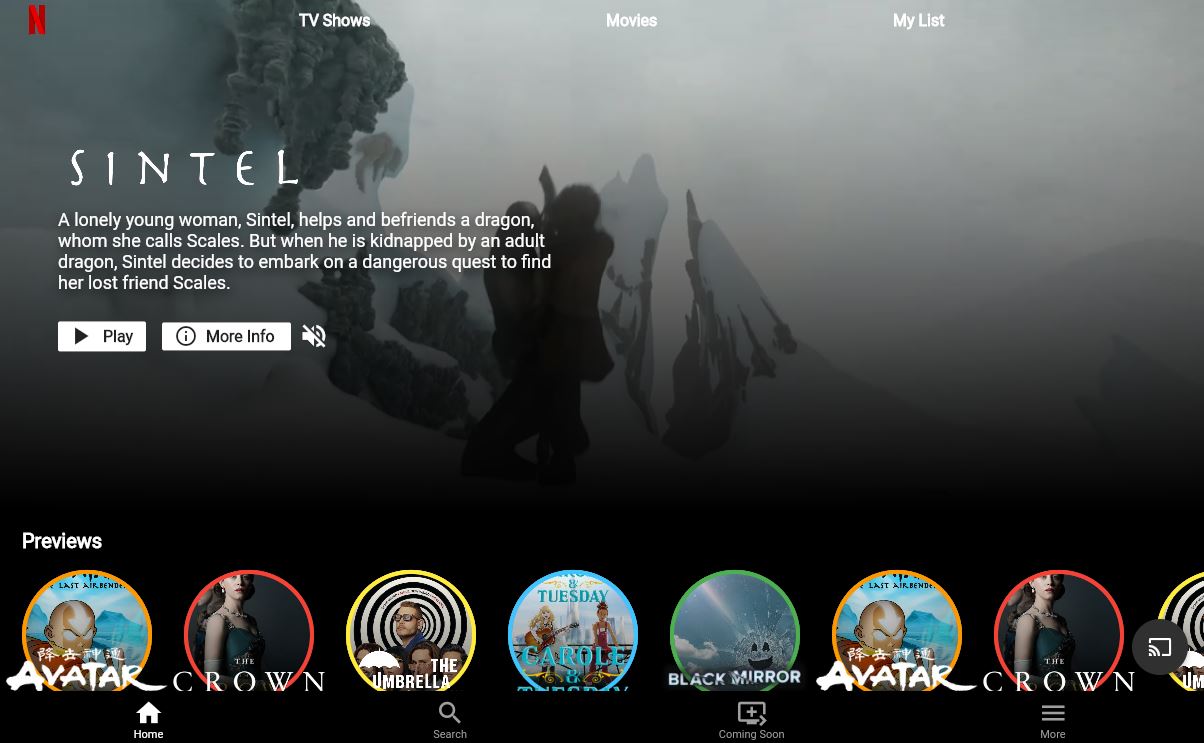 N
TV Shows
Movies
My List
SINTEL
A lonely young woman, Sintel, helps and befriends a dragon,
whom she calls Scales. But when he is kidnapped by an adult
dragon, Sintel decides to embark on a dangerous quest to find
her lost friend Scales.
Play
More Info
Previews
LAST AIRBENDER
降去神通
AVATAR
THE
CROWN
THE
UMBRELLA
&
TUESDAY
CAROLE
&
TUESDAY
BLACK MIRROR
LAST AIRBENDER
降去神通
AVATAR
THE
CROWN
UM
Home
Search
Coming Soon
More